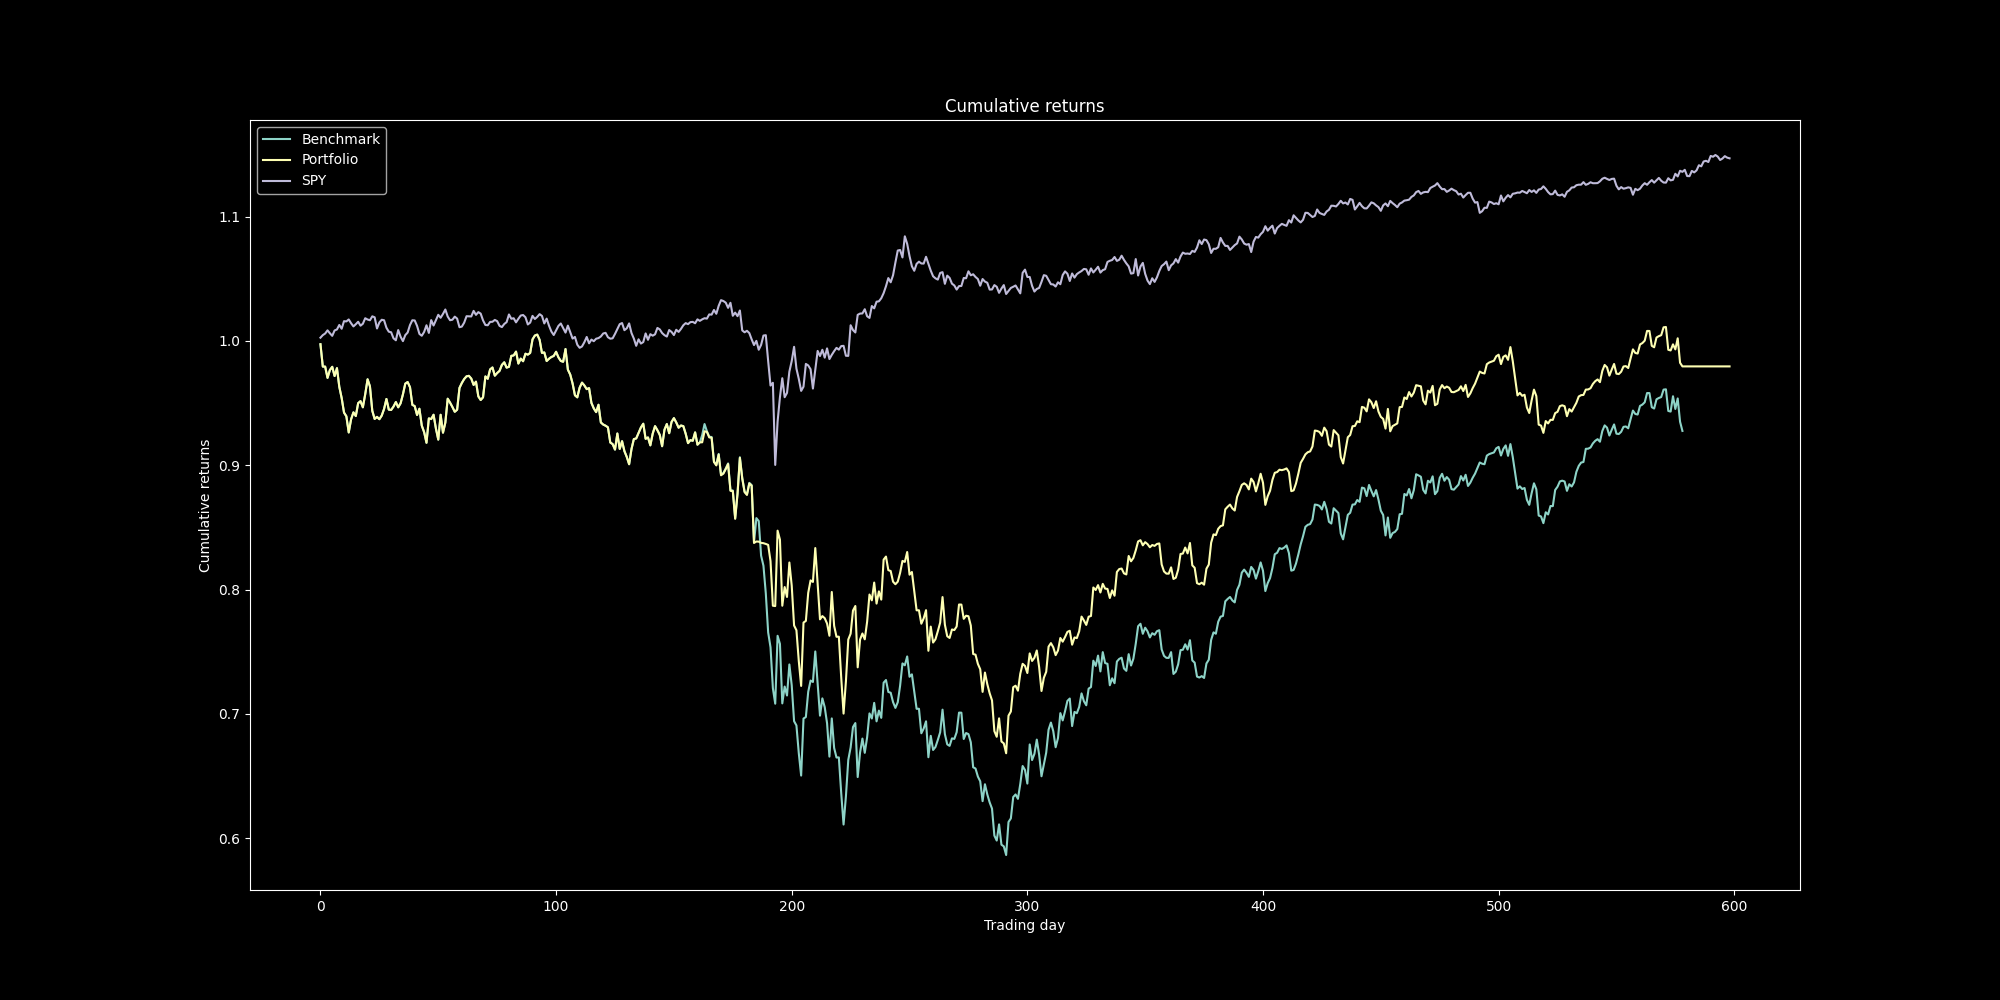 Cumulative returns
Benchmark
Portfolio
SPY
Cumulative returns
1.1
1.0
0.9
0.8
0.7
0.6
0 100 200 300 400 500 600
Trading day